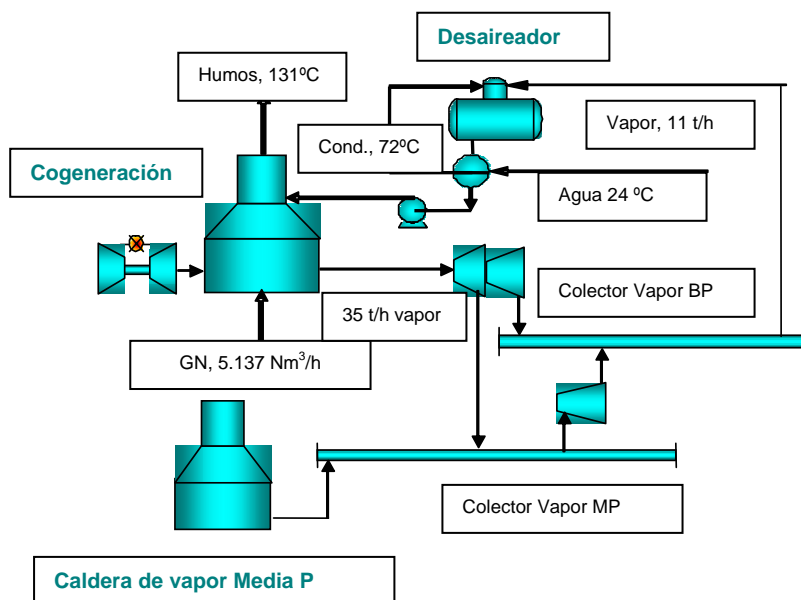 Desaireador
Humos, 131ºC
Vapor, 11 t/h
Cond., 72ºC
Cogeneración
Agua 24 ºC
Colector Vapor BP
35 t/h vapor
GN, 5.137 Nm³/h
Colector Vapor MP
Caldera de vapor Media P